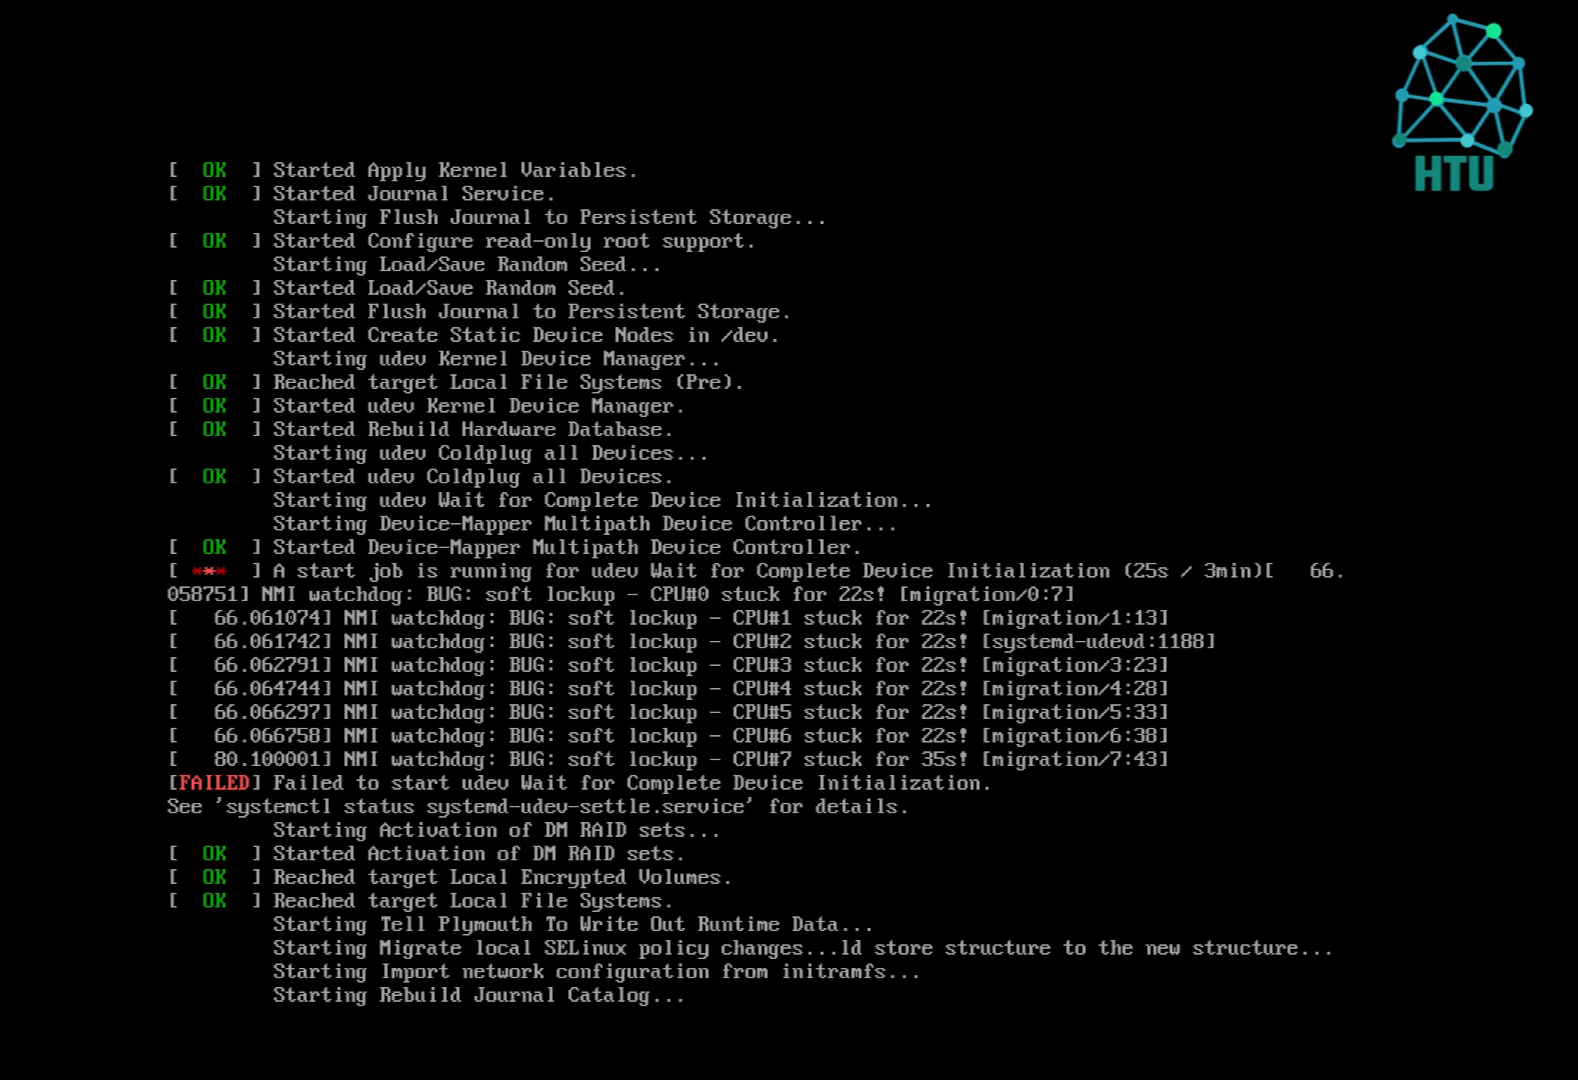 HTU
[  OK  ] Started Apply Kernel Variables.
[  OK  ] Started Journal Service.
         Starting Flush Journal to Persistent Storage...
[  OK  ] Started Configure read-only root support.
         Starting Load/Save Random Seed...
[  OK  ] Started Load/Save Random Seed.
[  OK  ] Started Flush Journal to Persistent Storage.
[  OK  ] Started Create Static Device Nodes in /dev.
         Starting udev Kernel Device Manager...
[  OK  ] Reached target Local File Systems (Pre).
[  OK  ] Started udev Kernel Device Manager.
[  OK  ] Started Rebuild Hardware Database.
         Starting udev Coldplug all Devices...
[  OK  ] Started udev Coldplug all Devices.
         Starting udev Wait for Complete Device Initialization...
         Starting Device-Mapper Multipath Device Controller...
[  OK  ] Started Device-Mapper Multipath Device Controller.
[ ***  ] A start job is running for udev Wait for Complete Device Initialization (25s / 3min)[   66.
058751] NMI watchdog: BUG: soft lockup - CPU#0 stuck for 22s! [migration/0:7]
[   66.061074] NMI watchdog: BUG: soft lockup - CPU#1 stuck for 22s! [migration/1:13]
[   66.061742] NMI watchdog: BUG: soft lockup - CPU#2 stuck for 22s! [systemd-udevd:1188]
[   66.062791] NMI watchdog: BUG: soft lockup - CPU#3 stuck for 22s! [migration/3:23]
[   66.064744] NMI watchdog: BUG: soft lockup - CPU#4 stuck for 22s! [migration/4:28]
[   66.066297] NMI watchdog: BUG: soft lockup - CPU#5 stuck for 22s! [migration/5:33]
[   66.066758] NMI watchdog: BUG: soft lockup - CPU#6 stuck for 22s! [migration/6:38]
[   80.100001] NMI watchdog: BUG: soft lockup - CPU#7 stuck for 35s! [migration/7:43]
[FAILED] Failed to start udev Wait for Complete Device Initialization.
See 'systemctl status systemd-udev-settle.service' for details.
         Starting Activation of DM RAID sets...
[  OK  ] Started Activation of DM RAID sets.
[  OK  ] Reached target Local Encrypted Volumes.
[  OK  ] Reached target Local File Systems.
         Starting Tell Plymouth To Write Out Runtime Data...
         Starting Migrate local SELinux policy changes...ld store structure to the new structure...
         Starting Import network configuration from initramfs...
         Starting Rebuild Journal Catalog...